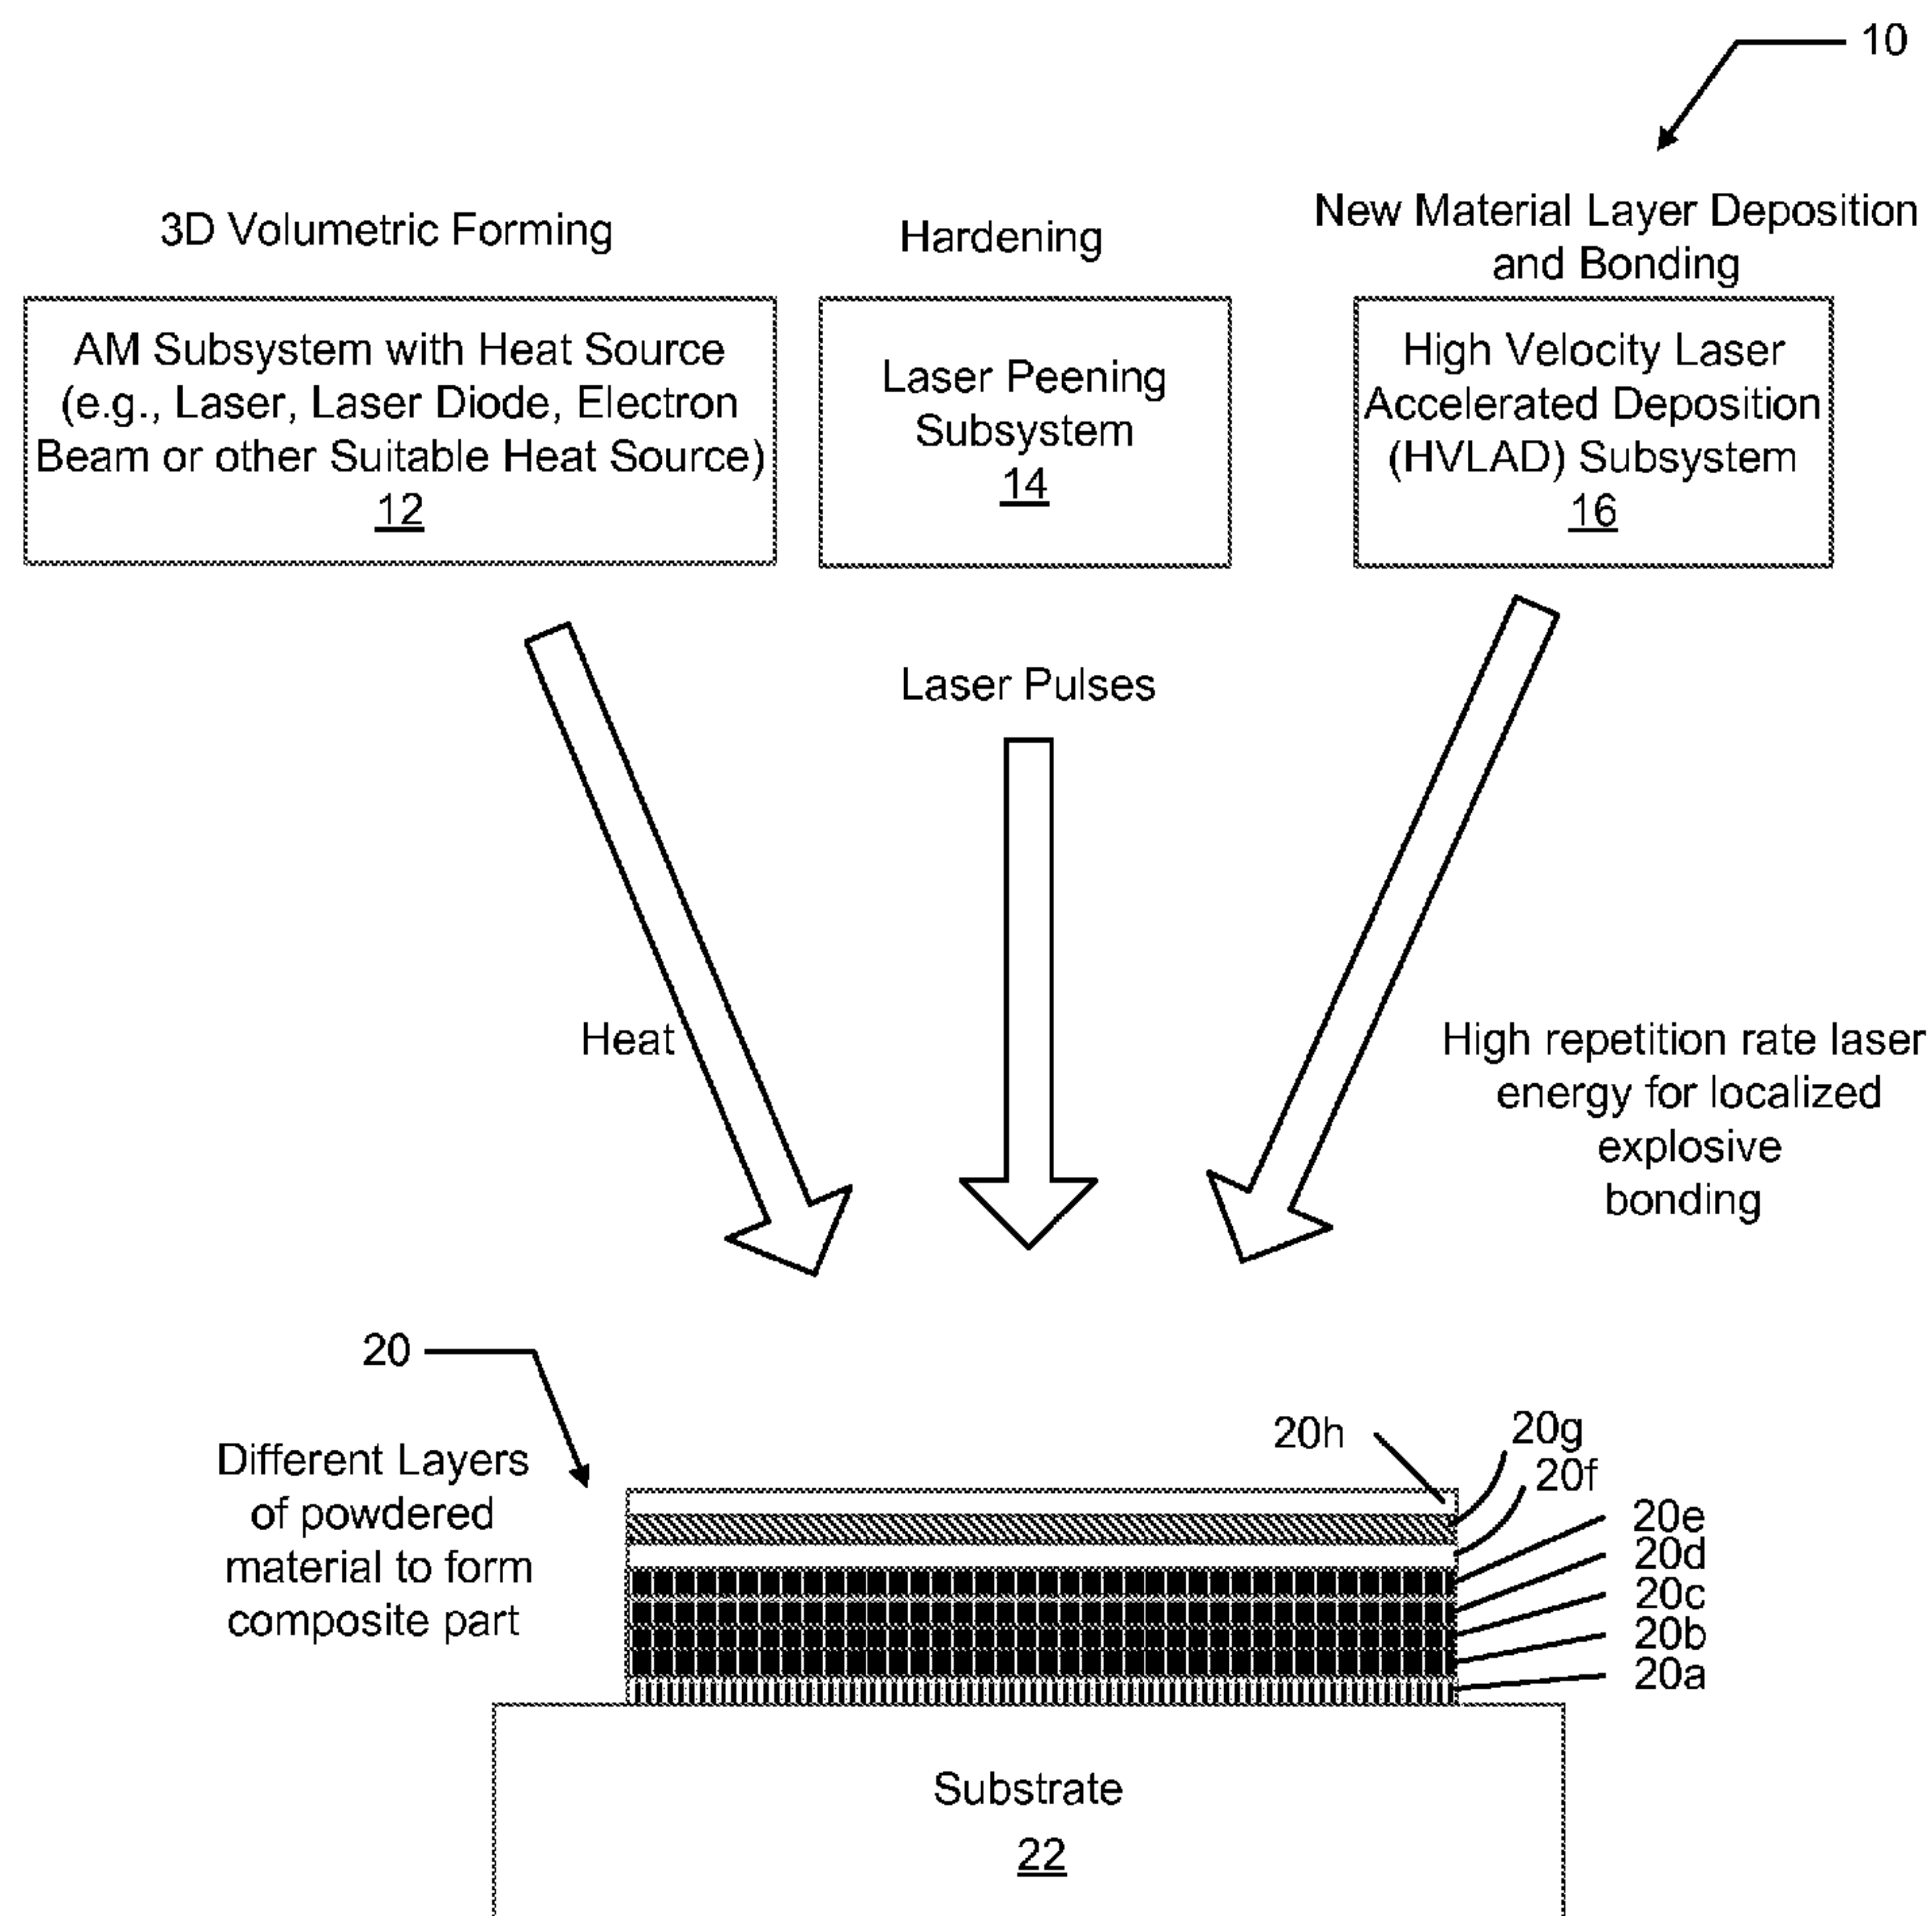 10
3D Volumetric Forming
Hardening
New Material Layer Deposition
and Bonding
AM Subsystem with Heat Source
(e.g., Laser, Laser Diode, Electron
Beam or other Suitable Heat Source)
12
Laser Peening
Subsystem
14
High Velocity Laser
Accelerated Deposition
(HVLAD) Subsystem
16
Laser Pulses
Heat
High repetition rate laser
energy for localized
explosive
bonding
20
Different Layers
of powdered
material to form
composite part
20h
20g
20f
20e
20d
20c
20b
20a
Substrate
22